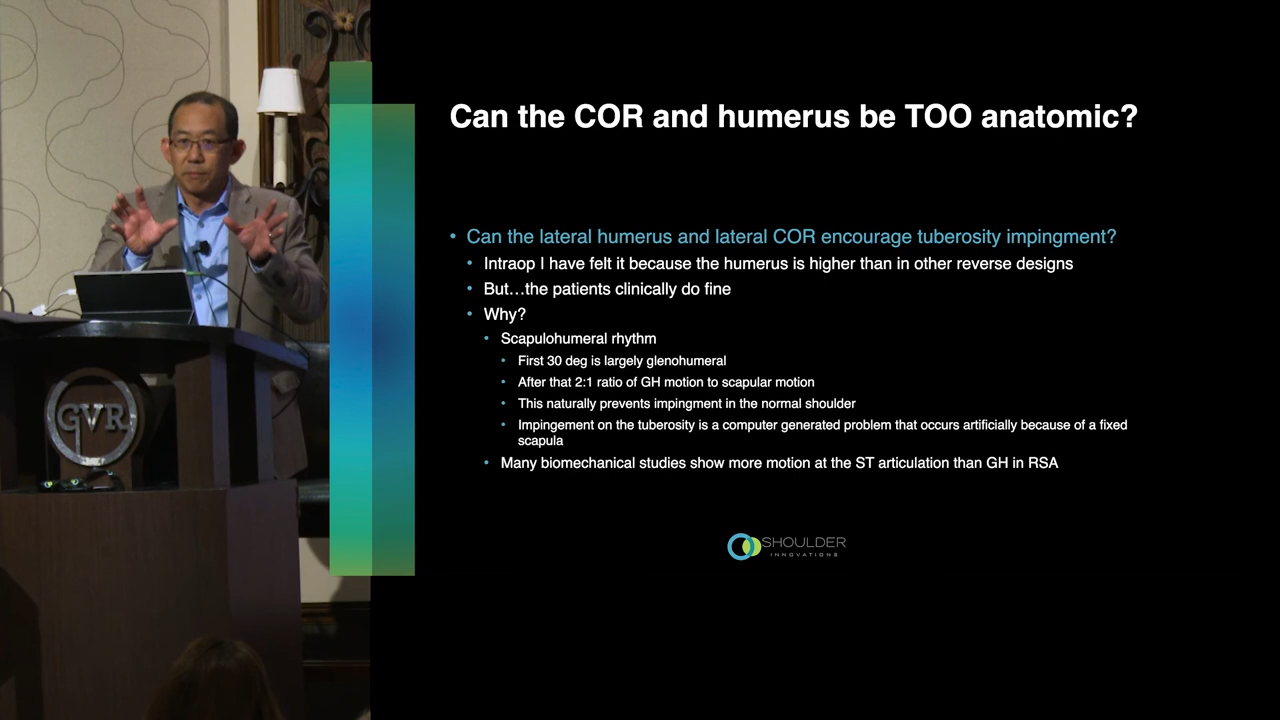 Can the COR and humerus be TOO anatomic?
Can the lateral humerus and lateral COR encourage tuberosity impingment?
Intraop I have felt it because the humerus is higher than in other reverse designs
But…the patients clinically do fine
Why?
Scapulohumeral rhythm
First 30 deg is largely glenohumeral
After that 2:1 ratio of GH motion to scapular motion
This naturally prevents impingment in the normal shoulder
Impingement on the tuberosity is a computer generated problem that occurs artificially because of a fixed
scapula
Many biomechanical studies show more motion at the ST articulation than GH in RSA
SHOULDER
INNOVATIONS
GVR